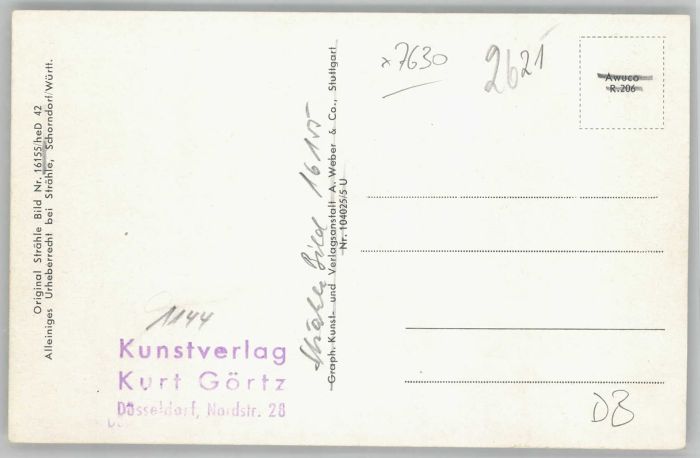 Original Strähle Bild Nr. 16155/heD 42
Alleiniges Urheberrecht bei Strähle, Schorndorf/Württ.
Strähle Bild 16155
Graph. Kunst- und Verlagsanstalt A. Weber & Co., Stuttgart
Nr. 104025/5 U
x7630
2621
Awuco
R.206
1144
Kunstverlag
Kurt Görtz
Düsseldorf, Nordstr. 28
DB